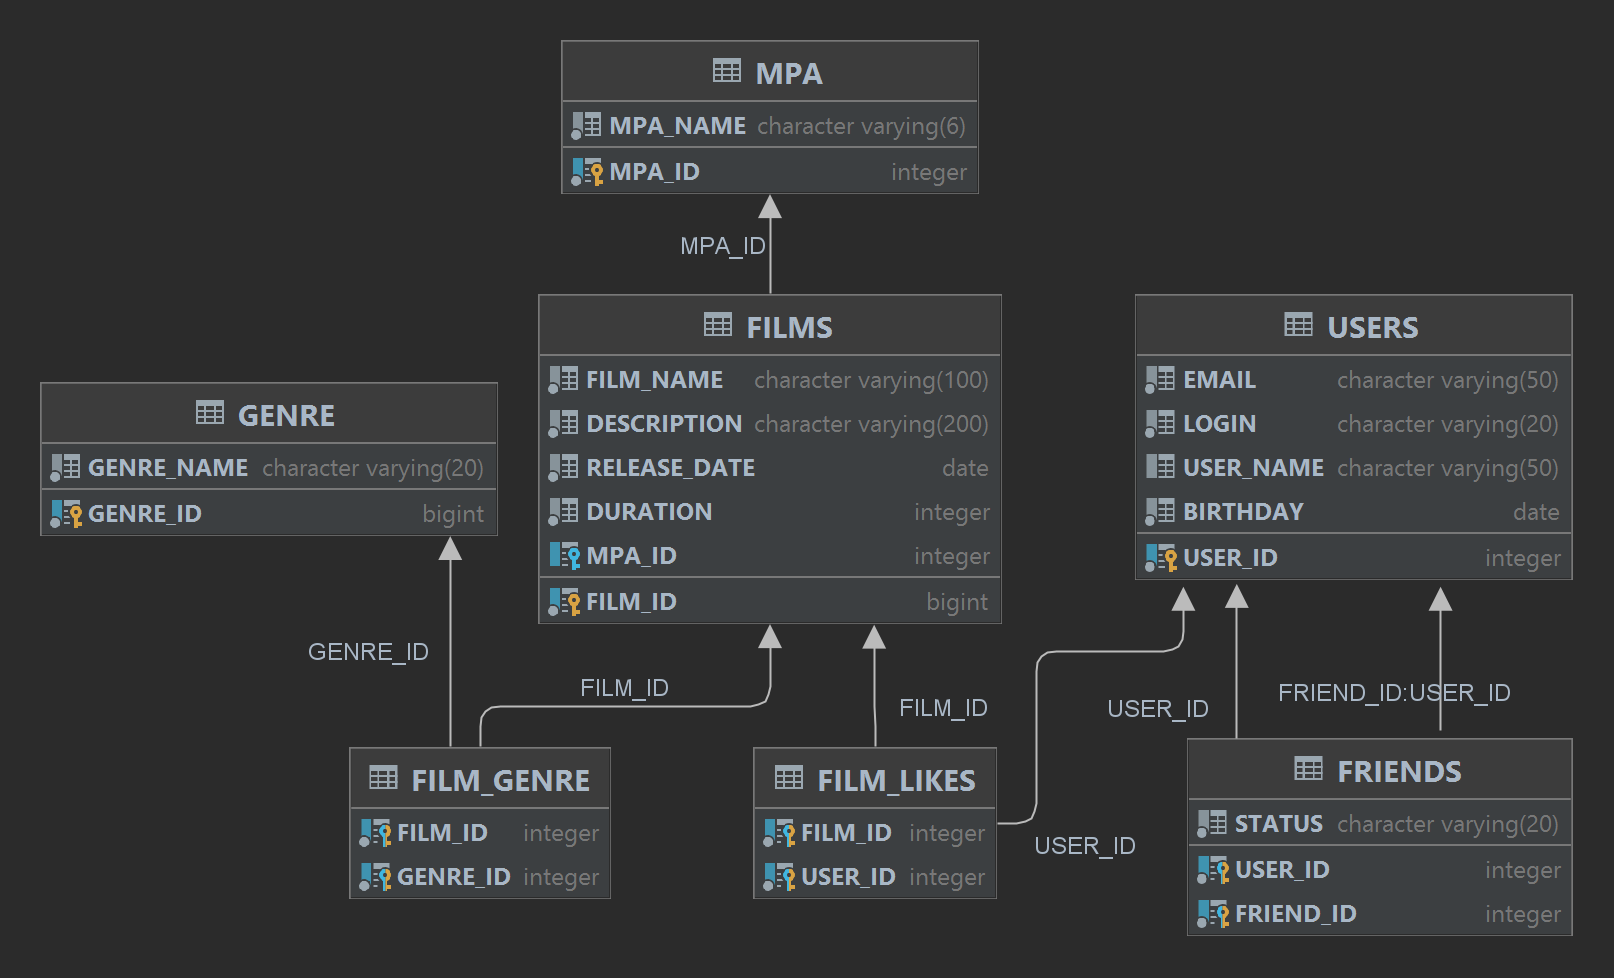 MPA
MPA_NAME character varying(6)
MPA_ID integer
MPA_ID
FILMS
FILM_NAME character varying(100)
DESCRIPTION character varying(200)
RELEASE_DATE date
DURATION integer
MPA_ID integer
FILM_ID bigint
USERS
EMAIL character varying(50)
LOGIN character varying(20)
USER_NAME character varying(50)
BIRTHDAY date
USER_ID integer
GENRE
GENRE_NAME character varying(20)
GENRE_ID bigint
GENRE_ID
FILM_ID
FILM_ID
USER_ID
FRIEND_ID:USER_ID
FILM_GENRE
FILM_ID integer
GENRE_ID integer
FILM_LIKES
FILM_ID integer
USER_ID integer
USER_ID
FRIENDS
STATUS character varying(20)
USER_ID integer
FRIEND_ID integer